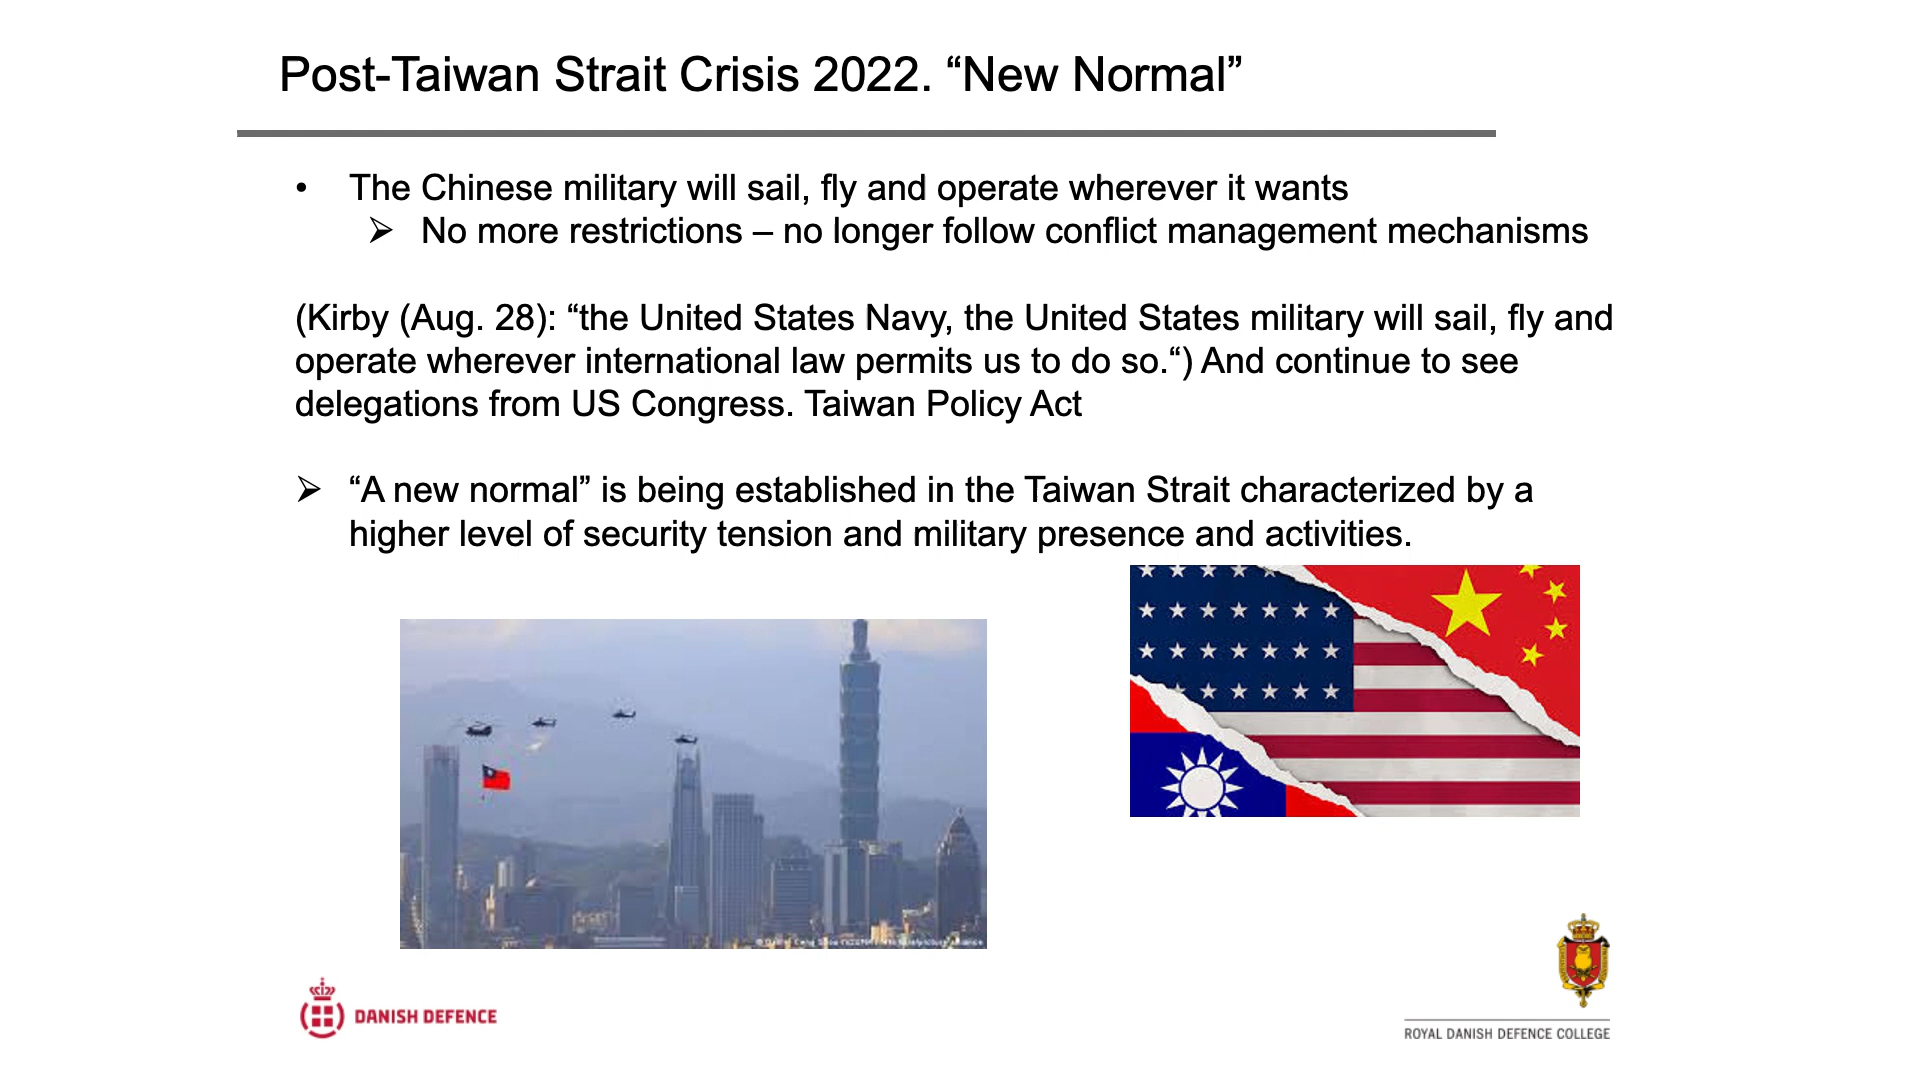 Post-Taiwan Strait Crisis 2022. “New Normal”
• The Chinese military will sail, fly and operate wherever it wants
➢ No more restrictions – no longer follow conflict management mechanisms
(Kirby (Aug. 28): “the United States Navy, the United States military will sail, fly and
operate wherever international law permits us to do so.“) And continue to see
delegations from US Congress. Taiwan Policy Act
➢ “A new normal” is being established in the Taiwan Strait characterized by a
higher level of security tension and military presence and activities.
DANISH DEFENCE
ROYAL DANISH DEFENCE COLLEGE